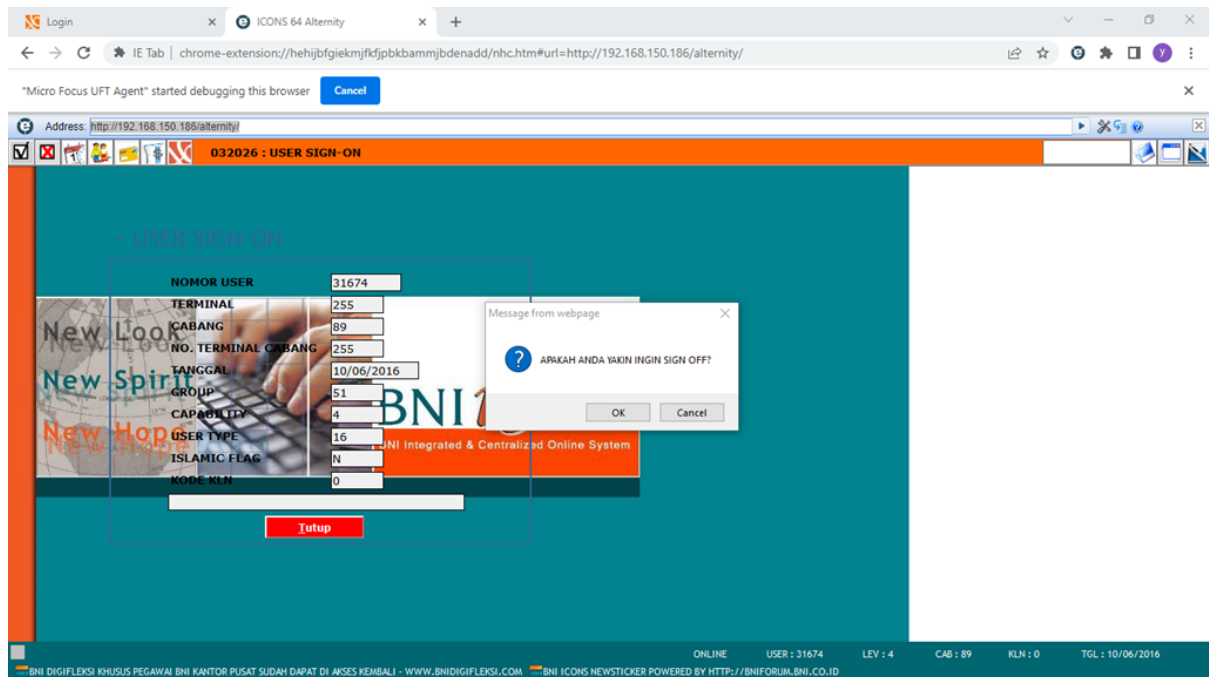 Login
ICONS 64 Alternity
IE Tab | chrome-extension://hehijbfgiekmjfkfjpbkbammjbdenadd/nhc.htm#url=http://192.168.150.186/alternity/
"Micro Focus UFT Agent" started debugging this browser Cancel
Address: http://192.168.150.186/alternity/
032026 : USER SIGN-ON
- USER SIGN-ON
NOMOR USER 31674
TERMINAL 255
CABANG 89
NO. TERMINAL CABANG 255
TANGGAL 10/06/2016
GROUP 51
CAPABILITY 4
USER TYPE 16
ISLAMIC FLAG N
KODE KLN 0
Tutup
New Look
New Spirit
New Hope
BNI
BNI Integrated & Centralized Online System
Message from webpage
APAKAH ANDA YAKIN INGIN SIGN OFF?
OK Cancel
ONLINE USER : 31674 LEV : 4 CAB : 89 KLN : 0 TGL : 10/06/2016
BNI DIGIFLEKSI KHUSUS PEGAWAI BNI KANTOR PUSAT SUDAH DAPAT DI AKSES KEMBALI - WWW.BNIDIGIFLEKSI.COM BNI ICONS NEWSTICKER POWERED BY HTTP://BNIFORUM.BNI.CO.ID